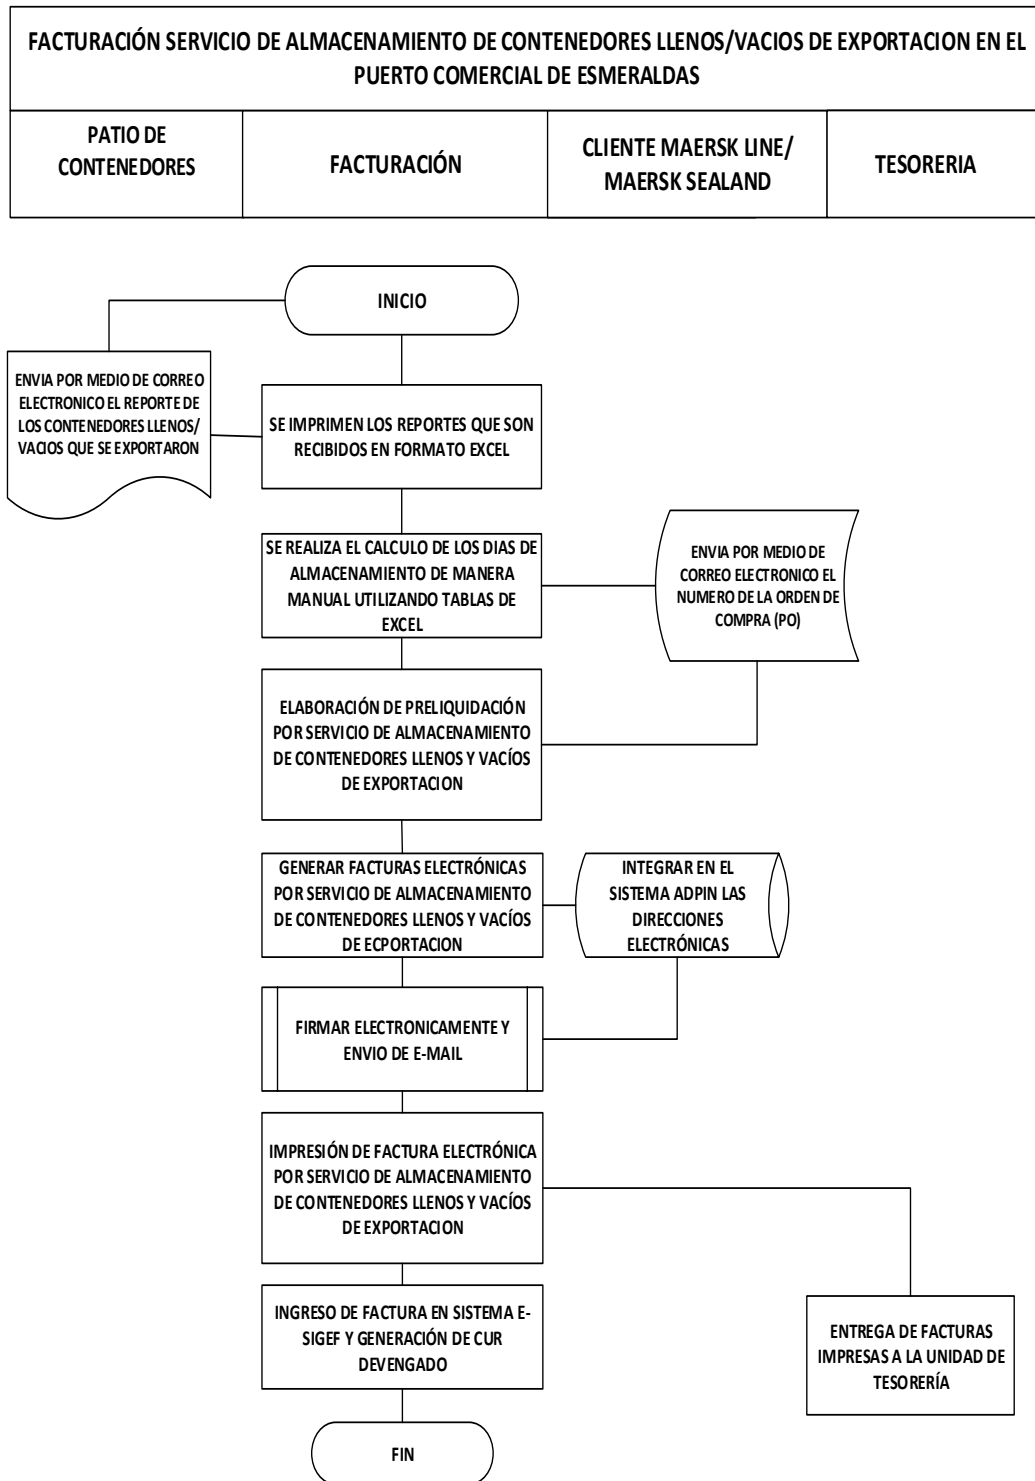 FACTURACIÓN SERVICIO DE ALMACENAMIENTO DE CONTENEDORES LLENOS/VACIOS DE EXPORTACION EN EL
PUERTO COMERCIAL DE ESMERALDAS
PATIO DE
CONTENEDORES
FACTURACIÓN
CLIENTE MAERSK LINE/
MAERSK SEALAND
TESORERIA
INICIO
ENVIA POR MEDIO DE CORREO
ELECTRONICO EL REPORTE DE
LOS CONTENEDORES LLENOS/
VACIOS QUE SE EXPORTARON
SE IMPRIMEN LOS REPORTES QUE SON
RECIBIDOS EN FORMATO EXCEL
SE REALIZA EL CALCULO DE LOS DIAS DE
ALMACENAMIENTO DE MANERA
MANUAL UTILIZANDO TABLAS DE
EXCEL
ENVIA POR MEDIO DE
CORREO ELECTRONICO EL
NUMERO DE LA ORDEN DE
COMPRA (PO)
ELABORACIÓN DE PRELIQUIDACIÓN
POR SERVICIO DE ALMACENAMIENTO
DE CONTENEDORES LLENOS Y VACÍOS
DE EXPORTACION
GENERAR FACTURAS ELECTRÓNICAS
POR SERVICIO DE ALMACENAMIENTO
DE CONTENEDORES LLENOS Y VACÍOS
DE ECPORTACION
INTEGRAR EN EL
SISTEMA ADPIN LAS
DIRECCIONES
ELECTRÓNICAS
FIRMAR ELECTRONICAMENTE Y
ENVIO DE E-MAIL
IMPRESIÓN DE FACTURA ELECTRÓNICA
POR SERVICIO DE ALMACENAMIENTO
DE CONTENEDORES LLENOS Y VACÍOS
DE EXPORTACION
INGRESO DE FACTURA EN SISTEMA E-
SIGEF Y GENERACIÓN DE CUR
DEVENGADO
ENTREGA DE FACTURAS
IMPRESAS A LA UNIDAD DE
TESORERÍA
FIN